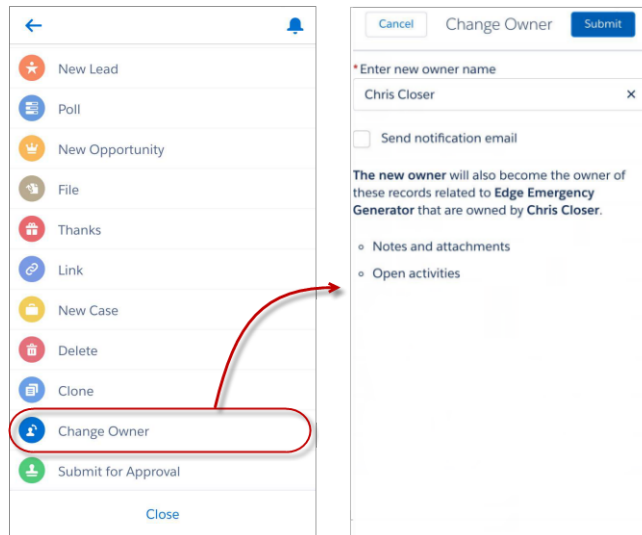 New Lead
Poll
New Opportunity
File
Thanks
Link
New Case
Delete
Clone
Change Owner
Submit for Approval
Close
Cancel
Change Owner
Submit
*Enter new owner name
Chris Closer
Send notification email
The new owner will also become the owner of
these records related to Edge Emergency
Generator that are owned by Chris Closer.
Notes and attachments
Open activities